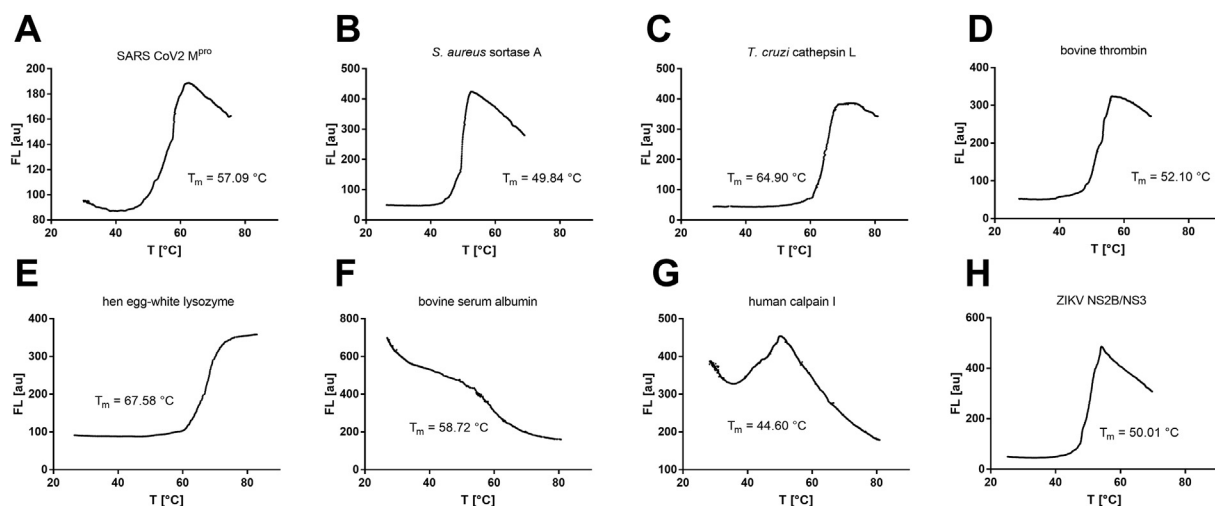 A
SARS CoV2 Mpro
FL [au]
200
180
160
140
120
100
80
Tm = 57.09 °C
20 40 60 80
T [°C]
B
S. aureus sortase A
FL [au]
500
400
300
200
100
0
Tm = 49.84 °C
20 40 60 80
T [°C]
C
T. cruzi cathepsin L
FL [au]
500
400
300
200
100
0
Tm = 64.90 °C
20 40 60 80
T [°C]
D
bovine thrombin
FL [au]
400
300
200
100
0
Tm = 52.10 °C
20 40 60 80
T [°C]
E
hen egg-white lysozyme
FL [au]
400
300
200
100
0
Tm = 67.58 °C
20 40 60 80
T [°C]
F
bovine serum albumin
FL [au]
800
600
400
200
0
Tm = 58.72 °C
20 40 60 80
T [°C]
G
human calpain I
FL [au]
500
400
300
200
100
Tm = 44.60 °C
20 40 60 80
T [°C]
H
ZIKV NS2B/NS3
FL [au]
600
400
200
0
Tm = 50.01 °C
20 40 60 80
T [°C]